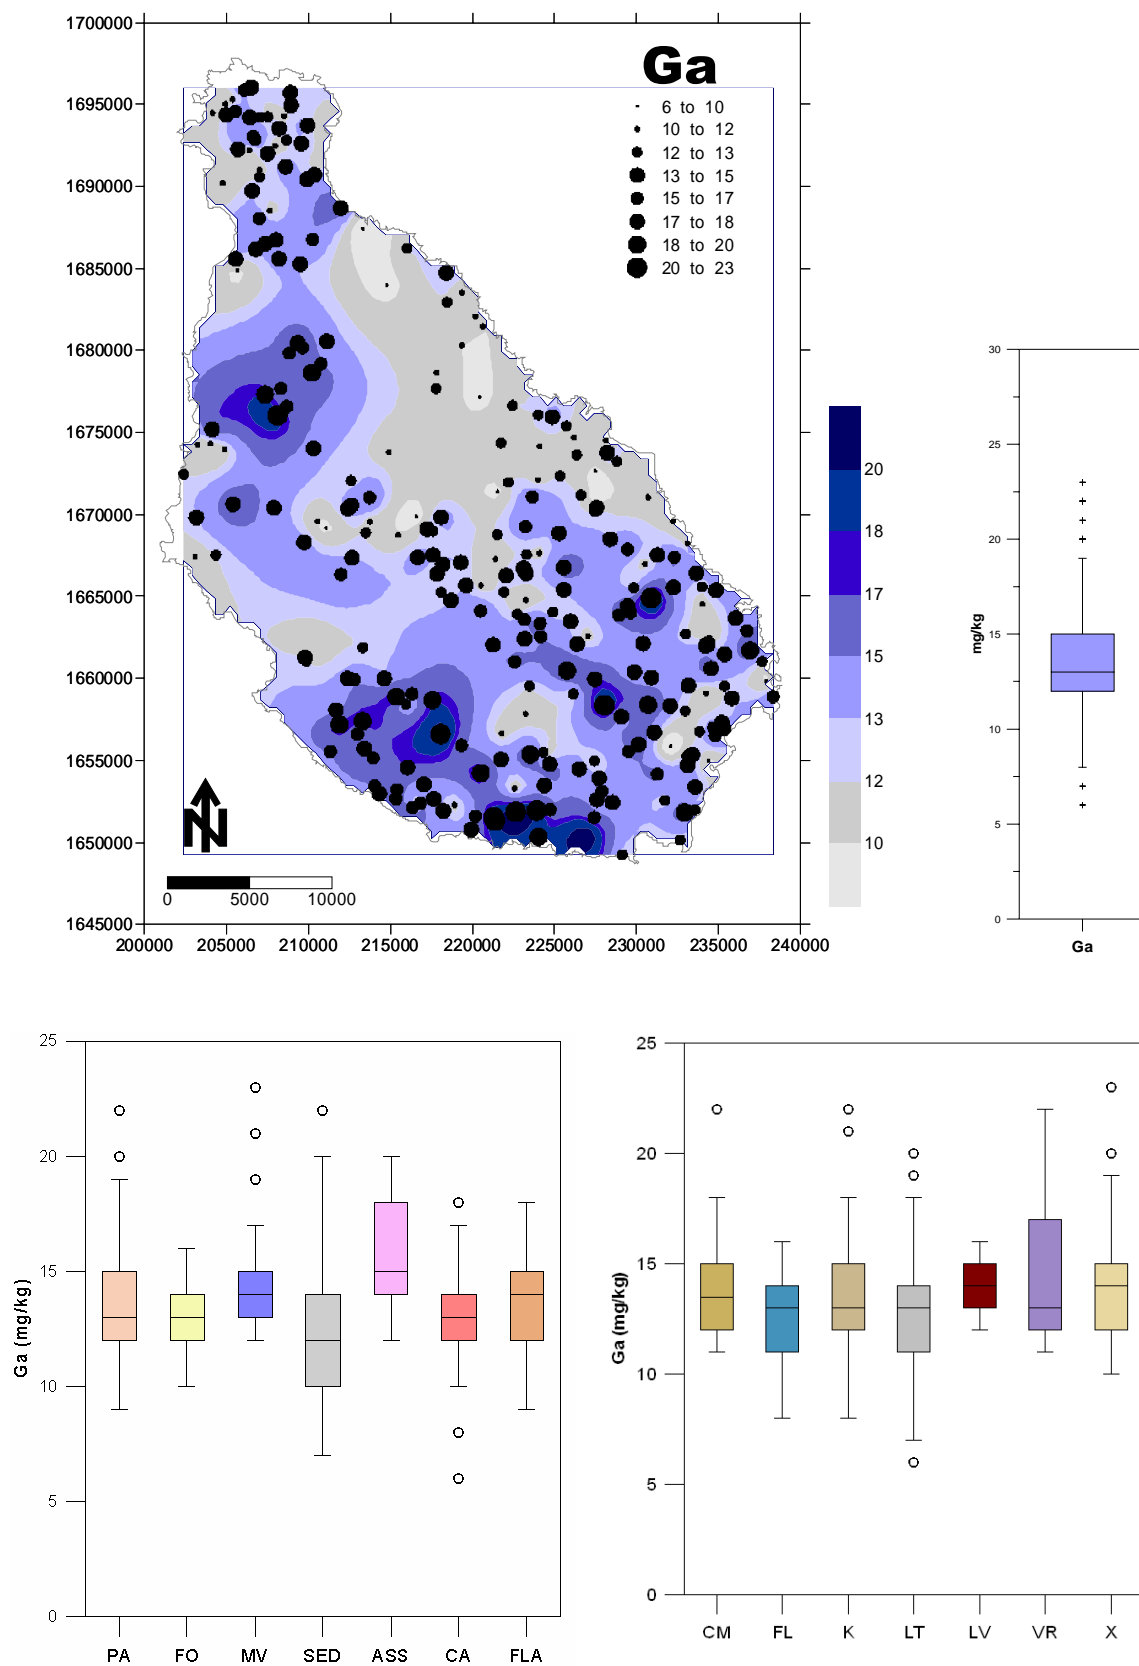 1700000
1695000
1690000
1685000
1680000
1675000
1670000
1665000
1660000
1655000
1650000
1645000
200000 205000 210000 215000 220000 225000 230000 235000 240000
Ga
6 to 10
10 to 12
12 to 13
13 to 15
15 to 17
17 to 18
18 to 20
20 to 23
N
0 5000 10000
20
18
17
15
13
12
10
30
25
20
15
10
5
0
mg/kg
Ga
25
20
15
10
5
0
Ga (mg/kg)
PA FO MV SED ASS CA FLA
25
20
15
10
5
0
Ga (mg/kg)
CM FL K LT LV VR X